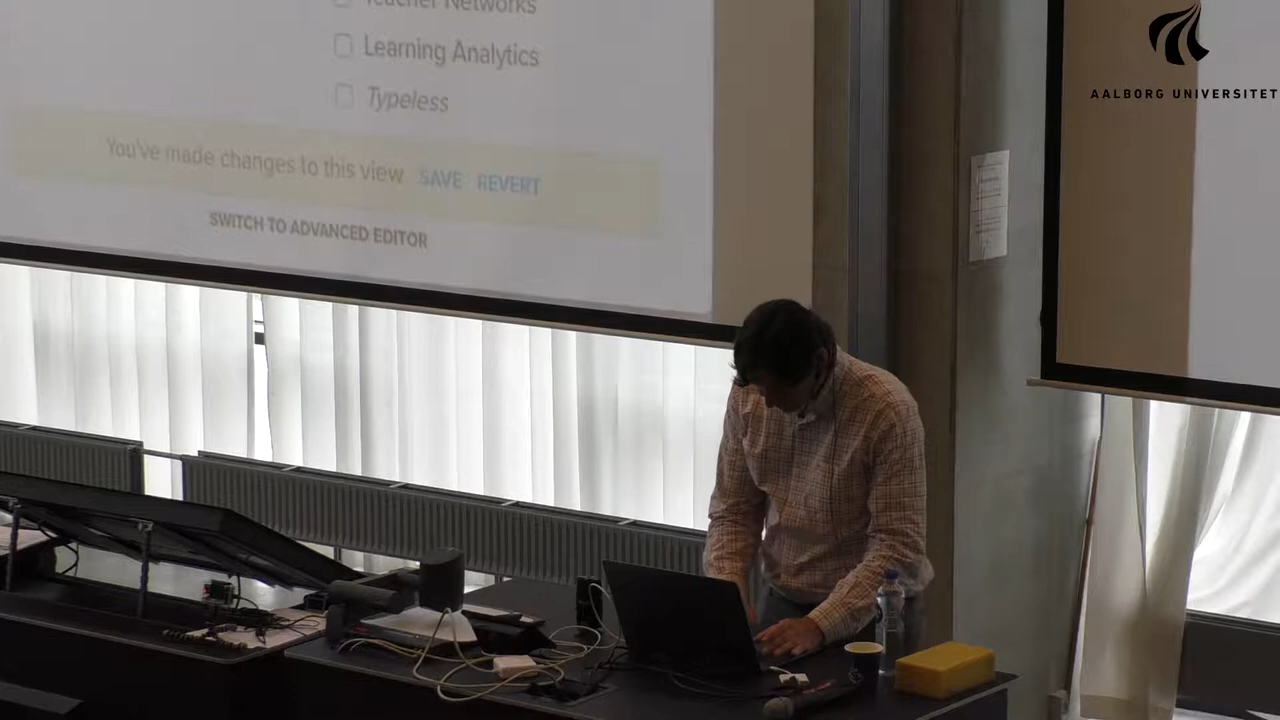 Teacher Networks
Learning Analytics
Typeless
You've made changes to this view SAVE REVERT
SWITCH TO ADVANCED EDITOR
AALBORG UNIVERSITET